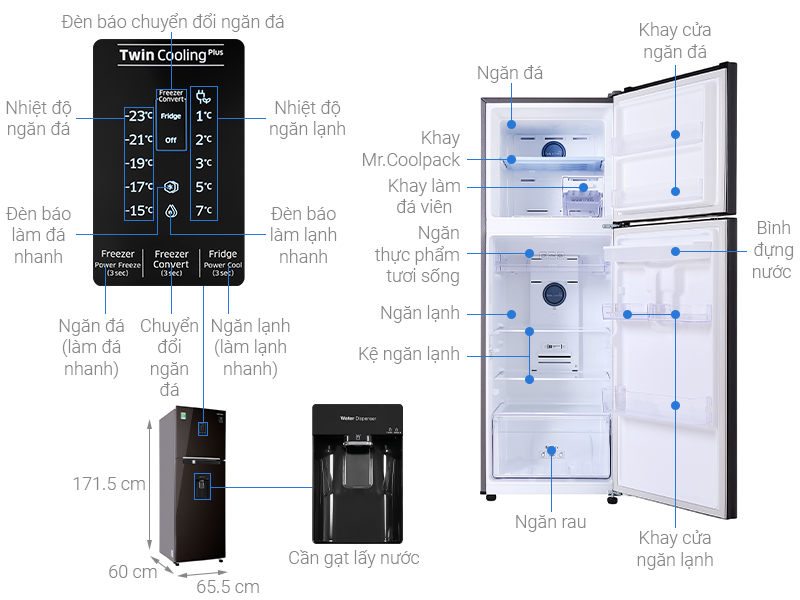 Đèn báo chuyển đổi ngăn đá
Twin Cooling Plus
Freezer
Convert
-23°C
Fridge
1°C
-21°C
Off
2°C
-19°C
3°C
-17°C
5°C
-15°C
7°C
Freezer
Power Freeze
(3 sec)
Freezer
Convert
(3 sec)
Fridge
Power Cool
(3 sec)
Nhiệt độ
ngăn đá
Nhiệt độ
ngăn lạnh
Đèn báo
làm đá
nhanh
Đèn báo
làm lạnh
nhanh
Ngăn đá
(làm đá
nhanh)
Chuyển
đổi
ngăn
đá
Ngăn lạnh
(làm lạnh
nhanh)
171.5 cm
60 cm
65.5 cm
Water Dispenser
Cần gạt lấy nước
Khay cửa
ngăn đá
Ngăn đá
Khay
Mr.Coolpack
Khay làm
đá viên
Ngăn
thực phẩm
tươi sống
Bình
đựng
nước
Ngăn lạnh
Kệ ngăn lạnh
Ngăn rau
Khay cửa
ngăn lạnh